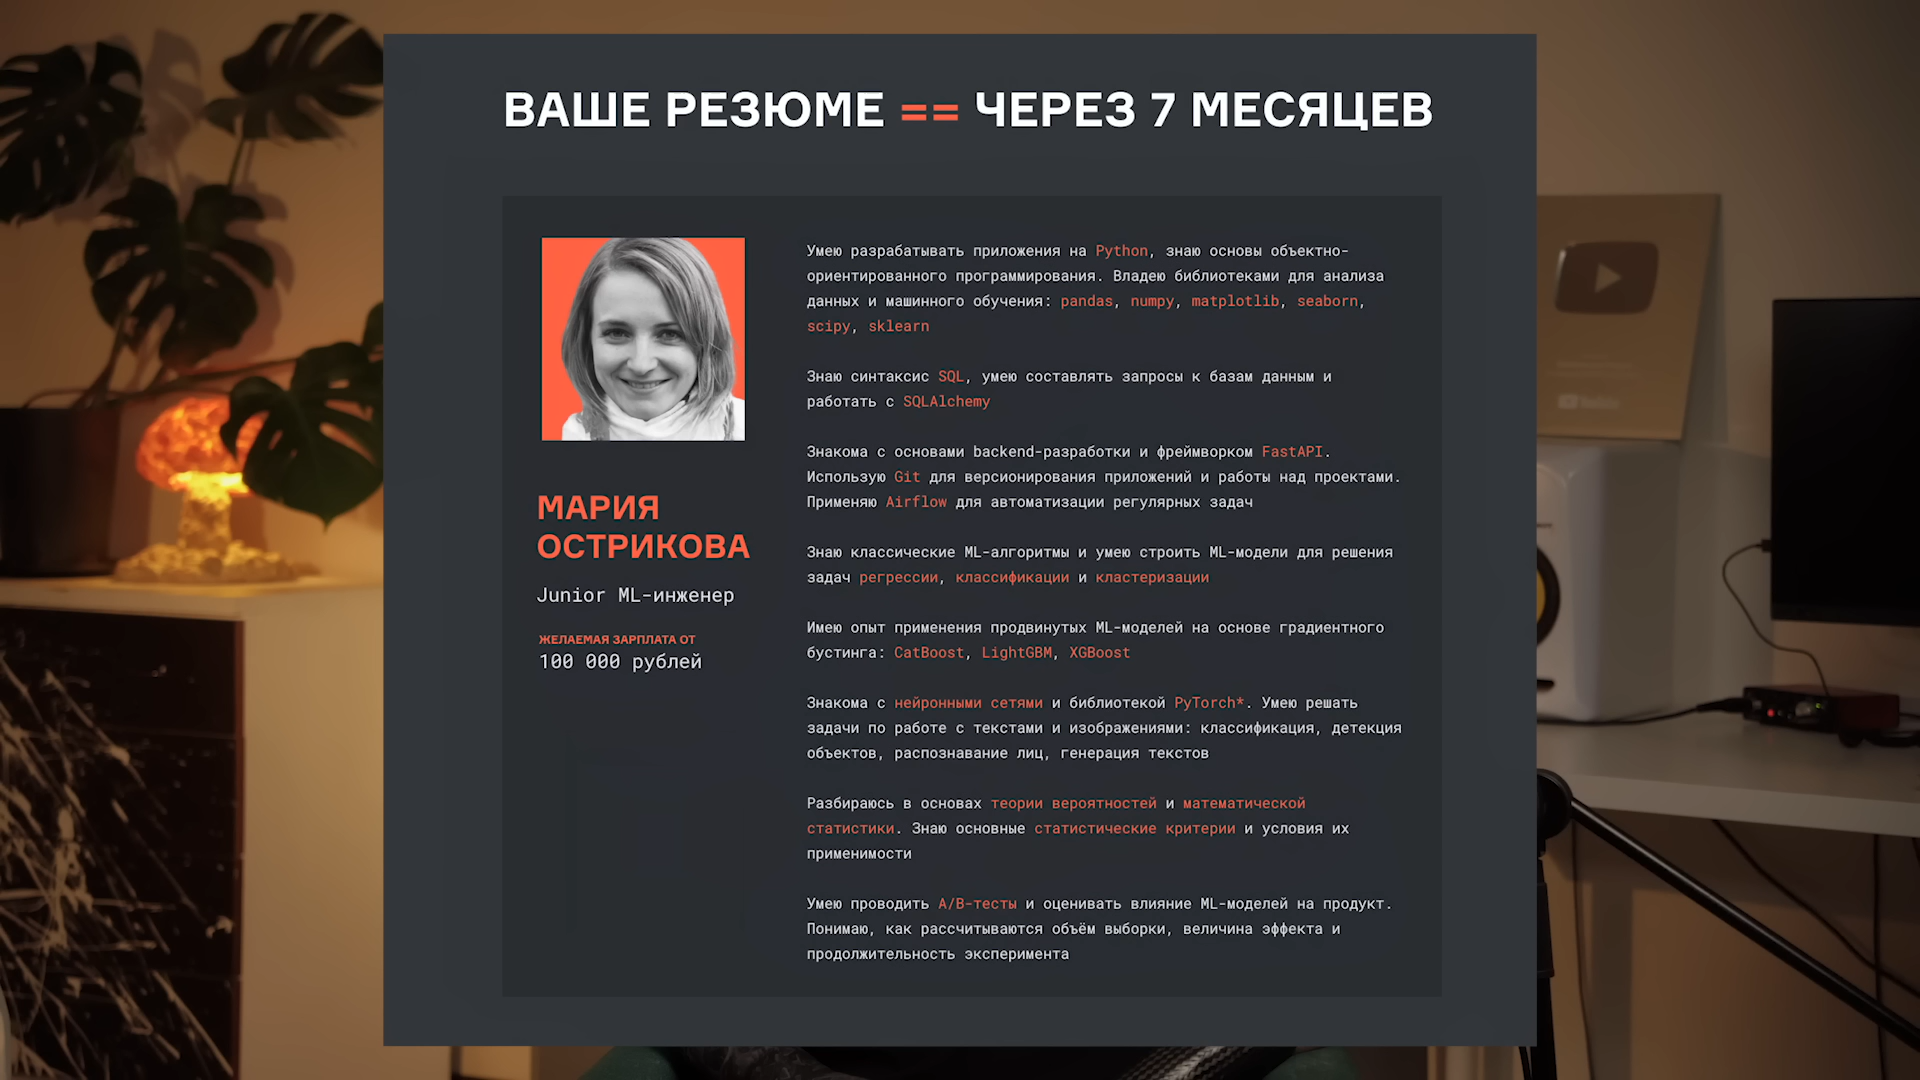 ВАШЕ РЕЗЮМЕ == ЧЕРЕЗ 7 МЕСЯЦЕВ
МАРИЯ
ОСТРИКОВА
Junior ML-инженер
ЖЕЛАЕМАЯ ЗАРПЛАТА ОТ
100 000 рублей
Умею разрабатывать приложения на Python, знаю основы объектно-
ориентированного программирования. Владею библиотеками для анализа
данных и машинного обучения: pandas, numpy, matplotlib, seaborn,
scipy, sklearn
Знаю синтаксис SQL, умею составлять запросы к базам данным и
работать с SQLAlchemy
Знакома с основами backend-разработки и фреймворком FastAPI.
Использую Git для версионирования приложений и работы над проектами.
Применяю Airflow для автоматизации регулярных задач
Знаю классические ML-алгоритмы и умею строить ML-модели для решения
задач регрессии, классификации и кластеризации
Имею опыт применения продвинутых ML-моделей на основе градиентного
бустинга: CatBoost, LightGBM, XGBoost
Знакома с нейронными сетями и библиотекой PyTorch*. Умею решать
задачи по работе с текстами и изображениями: классификация, детекция
объектов, распознавание лиц, генерация текстов
Разбираюсь в основах теории вероятностей и математической
статистики. Знаю основные статистические критерии и условия их
применимости
Умею проводить A/B-тесты и оценивать влияние ML-моделей на продукт.
Понимаю, как рассчитываются объём выборки, величина эффекта и
продолжительность эксперимента